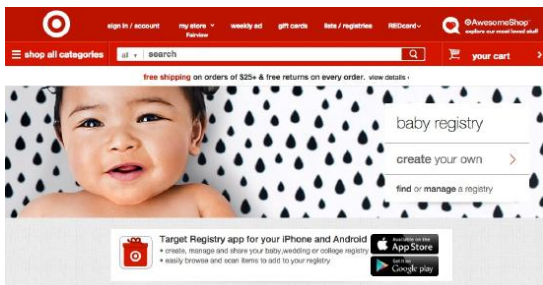 sign in / account
my store
Fairview
weekly ad
gift cards
lists / registries
REDcard
@AwesomeShop
explore our most loved stuff
shop all categories
all
search
your cart
free shipping on orders of $25+ & free returns on every order. view details
baby registry
create your own
find or manage a registry
Target Registry app for your iPhone and Android
• create, manage and share your baby,wedding or college registry
• easily browse and scan items to add to your registry
Available on the
App Store
Get it on
Google play